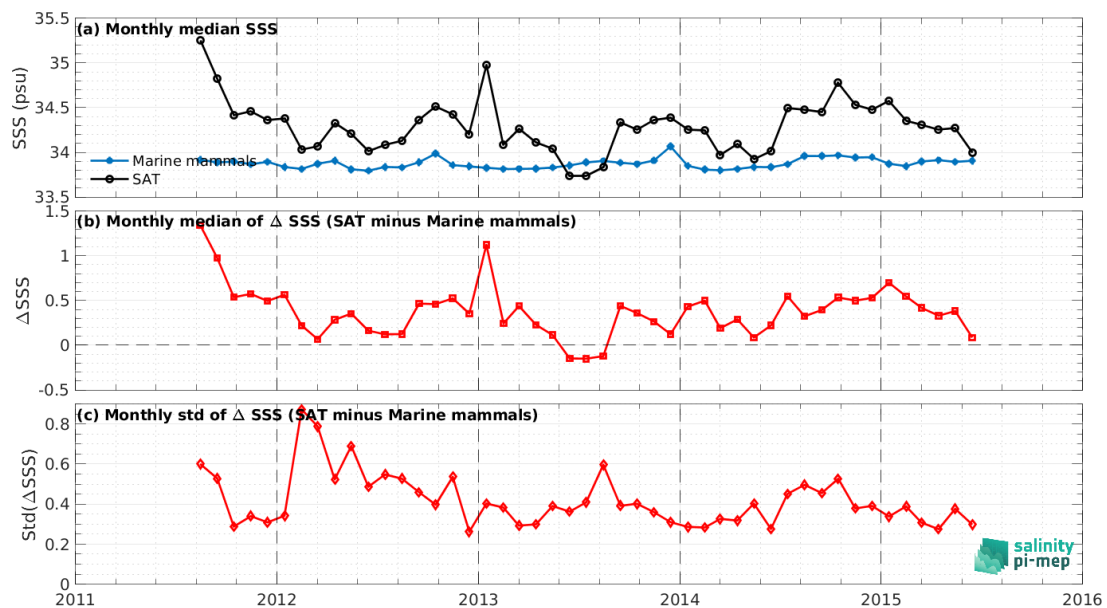 (a) Monthly median SSS
35.5
35
34.5
34
33.5
SSS (psu)
Marine mammals
SAT
(b) Monthly median of Δ SSS (SAT minus Marine mammals)
1.5
1
0.5
0
-0.5
ΔSSS
(c) Monthly std of Δ SSS (SAT minus Marine mammals)
0.8
0.6
0.4
0.2
0
Std(ΔSSS)
salinity
pi-mep
2011 2012 2013 2014 2015 2016